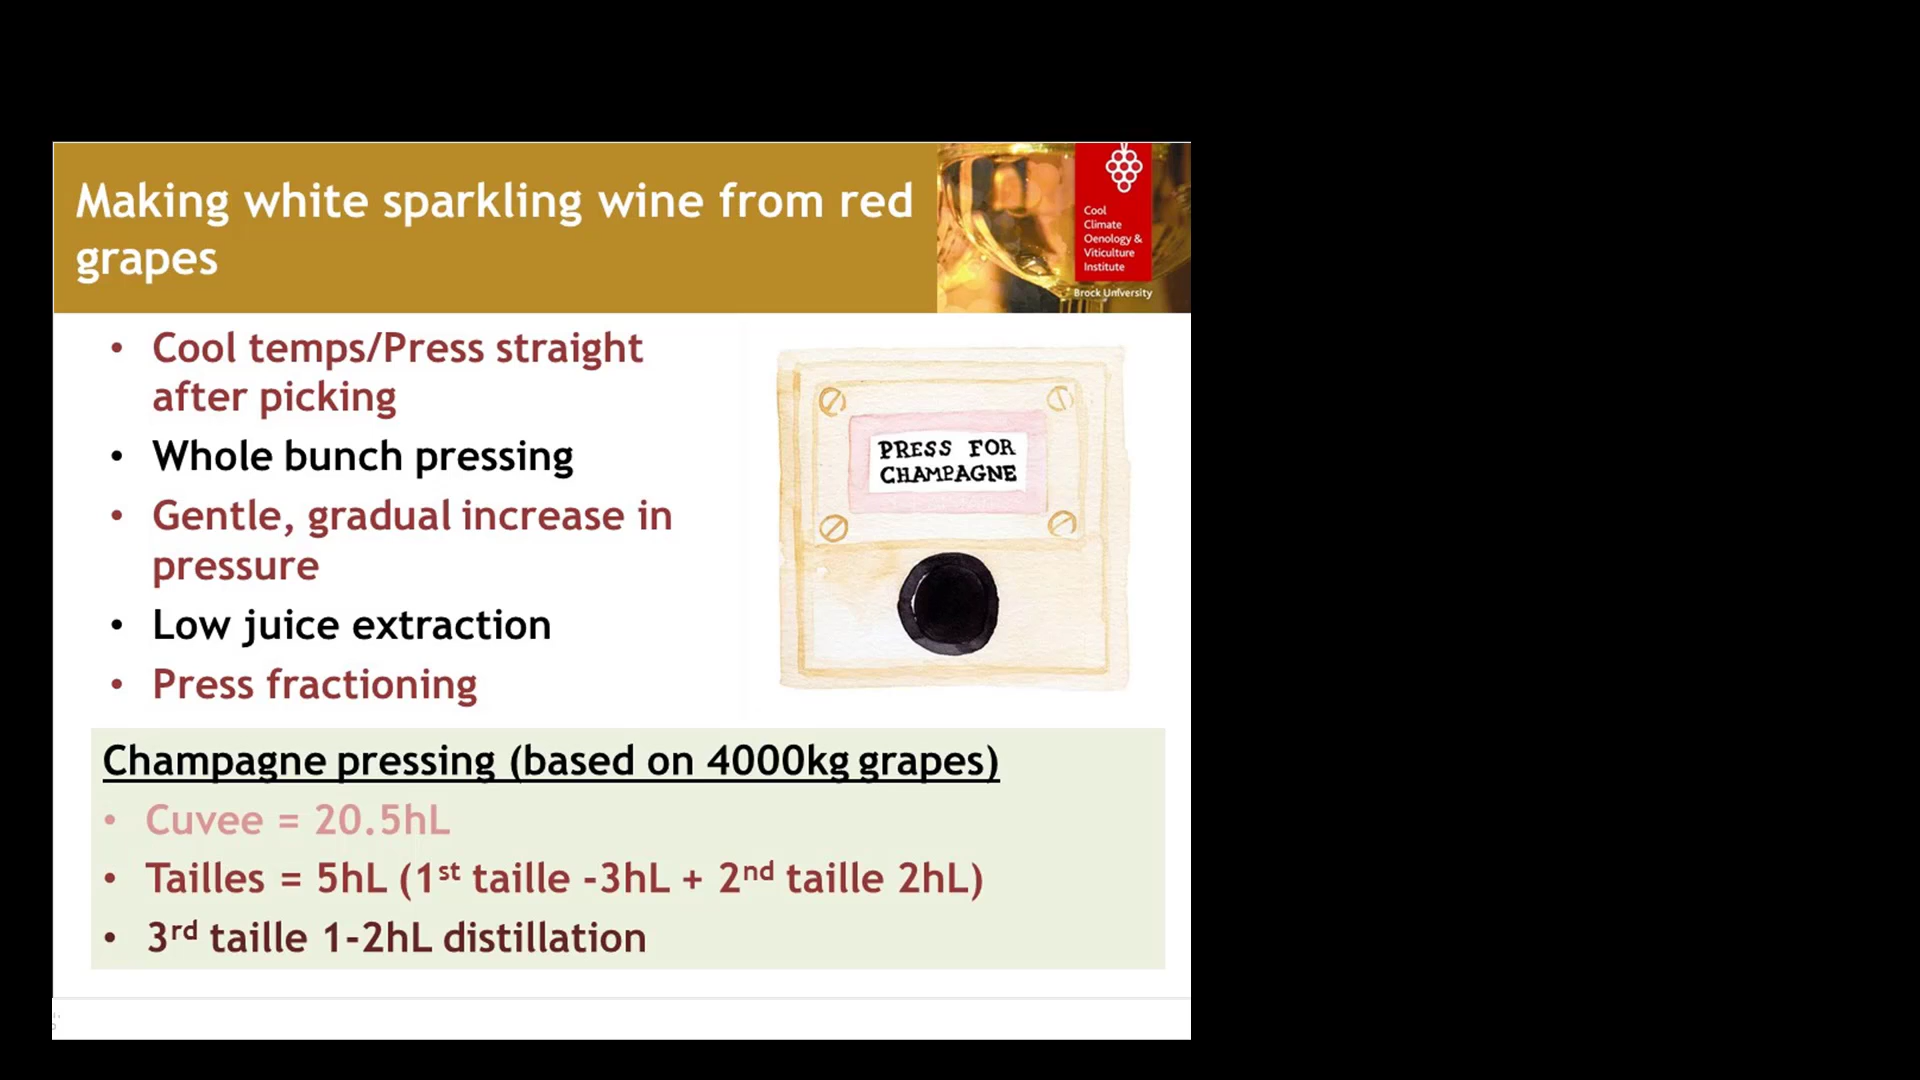 Making white sparkling wine from red
grapes
Cool
Climate
Oenology &
Viticulture
Institute
Brock University
• Cool temps/Press straight
after picking
• Whole bunch pressing
• Gentle, gradual increase in
pressure
• Low juice extraction
• Press fractioning
PRESS FOR
CHAMPAGNE
Champagne pressing (based on 4000kg grapes)
• Cuvee = 20.5hL
• Tailles = 5hL (1st taille -3hL + 2nd taille 2hL)
• 3rd taille 1-2hL distillation